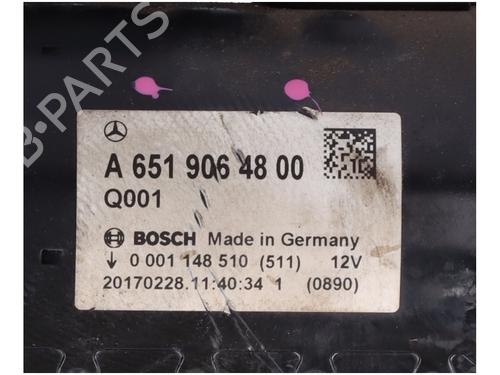 A 651 906 48 00
Q001
BOSCH Made in Germany
↓ 0 001 148 510 (511) 12V
20170228.11:40:34 1 (0890)
B-PARTS